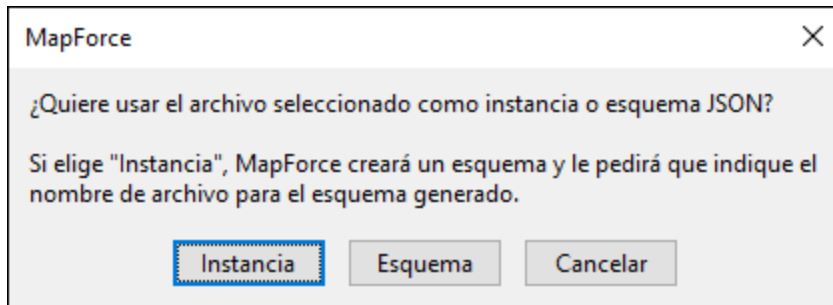 MapForce
¿Quiere usar el archivo seleccionado como instancia o esquema JSON?
Si elige "Instancia", MapForce creará un esquema y le pedirá que indique el
nombre de archivo para el esquema generado.
Instancia Esquema Cancelar